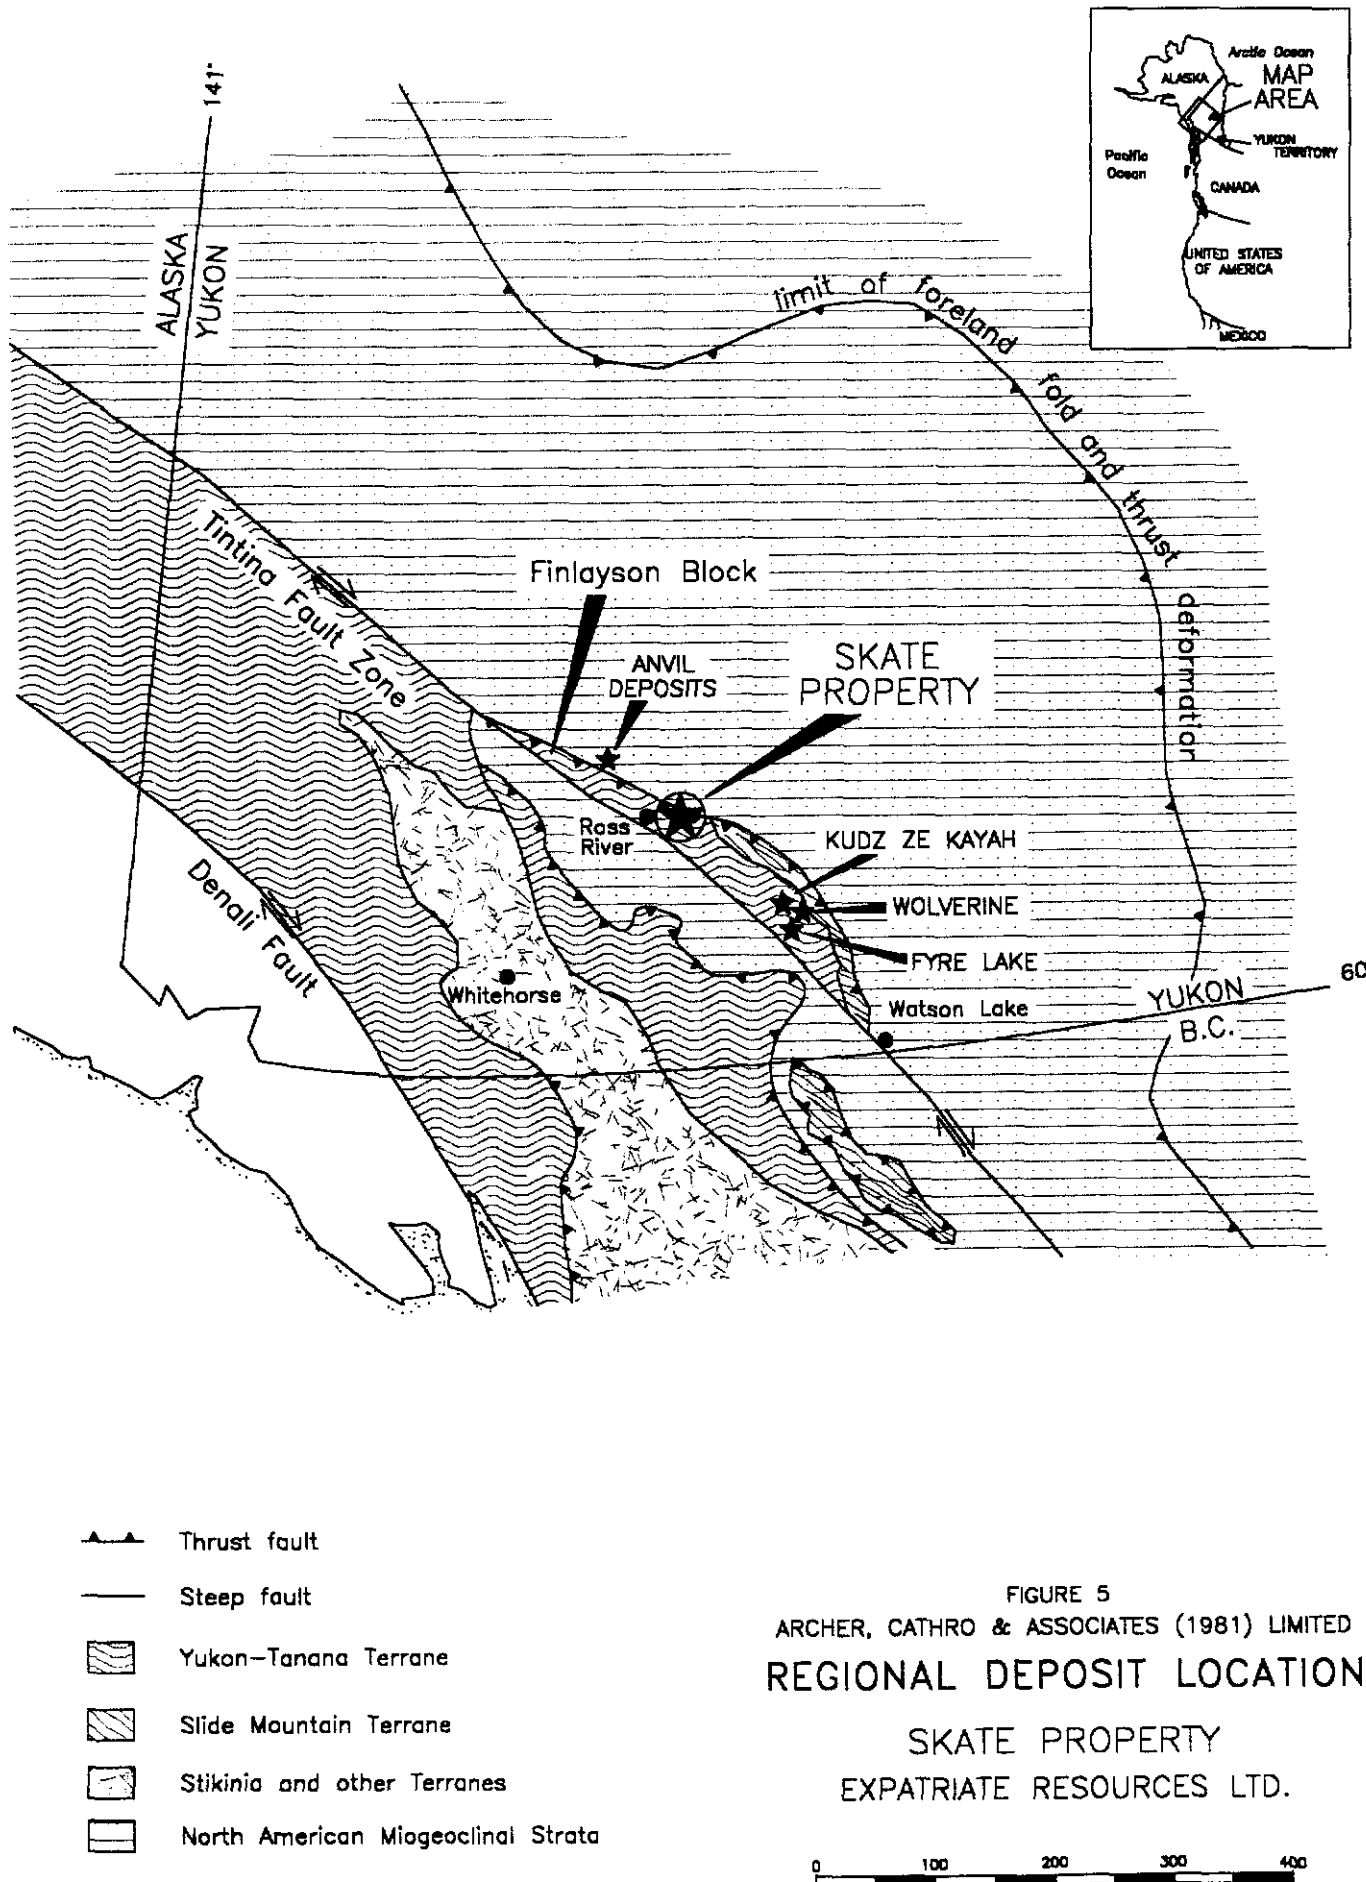 Arctic Ocean
ALASKA
MAP
AREA
YUKON
TERRITORY
Pacific
Ocean
CANADA
UNITED STATES
OF AMERICA
MEXICO
141°
ALASKA
YUKON
limit of foreland fold and thrust deformation
Tintina Fault Zone
Finlayson Block
ANVIL
DEPOSITS
SKATE
PROPERTY
Ross
River
KUDZ ZE KAYAH
WOLVERINE
FYRE LAKE
Denali Fault
Whitehorse
Watson Lake
YUKON
B.C.
60
Thrust fault
Steep fault
Yukon-Tanana Terrane
Slide Mountain Terrane
Stikinia and other Terranes
North American Miogeoclinal Strata
FIGURE 5
ARCHER, CATHRO & ASSOCIATES (1981) LIMITED
REGIONAL DEPOSIT LOCATION
SKATE PROPERTY
EXPATRIATE RESOURCES LTD.
0 100 200 300 400